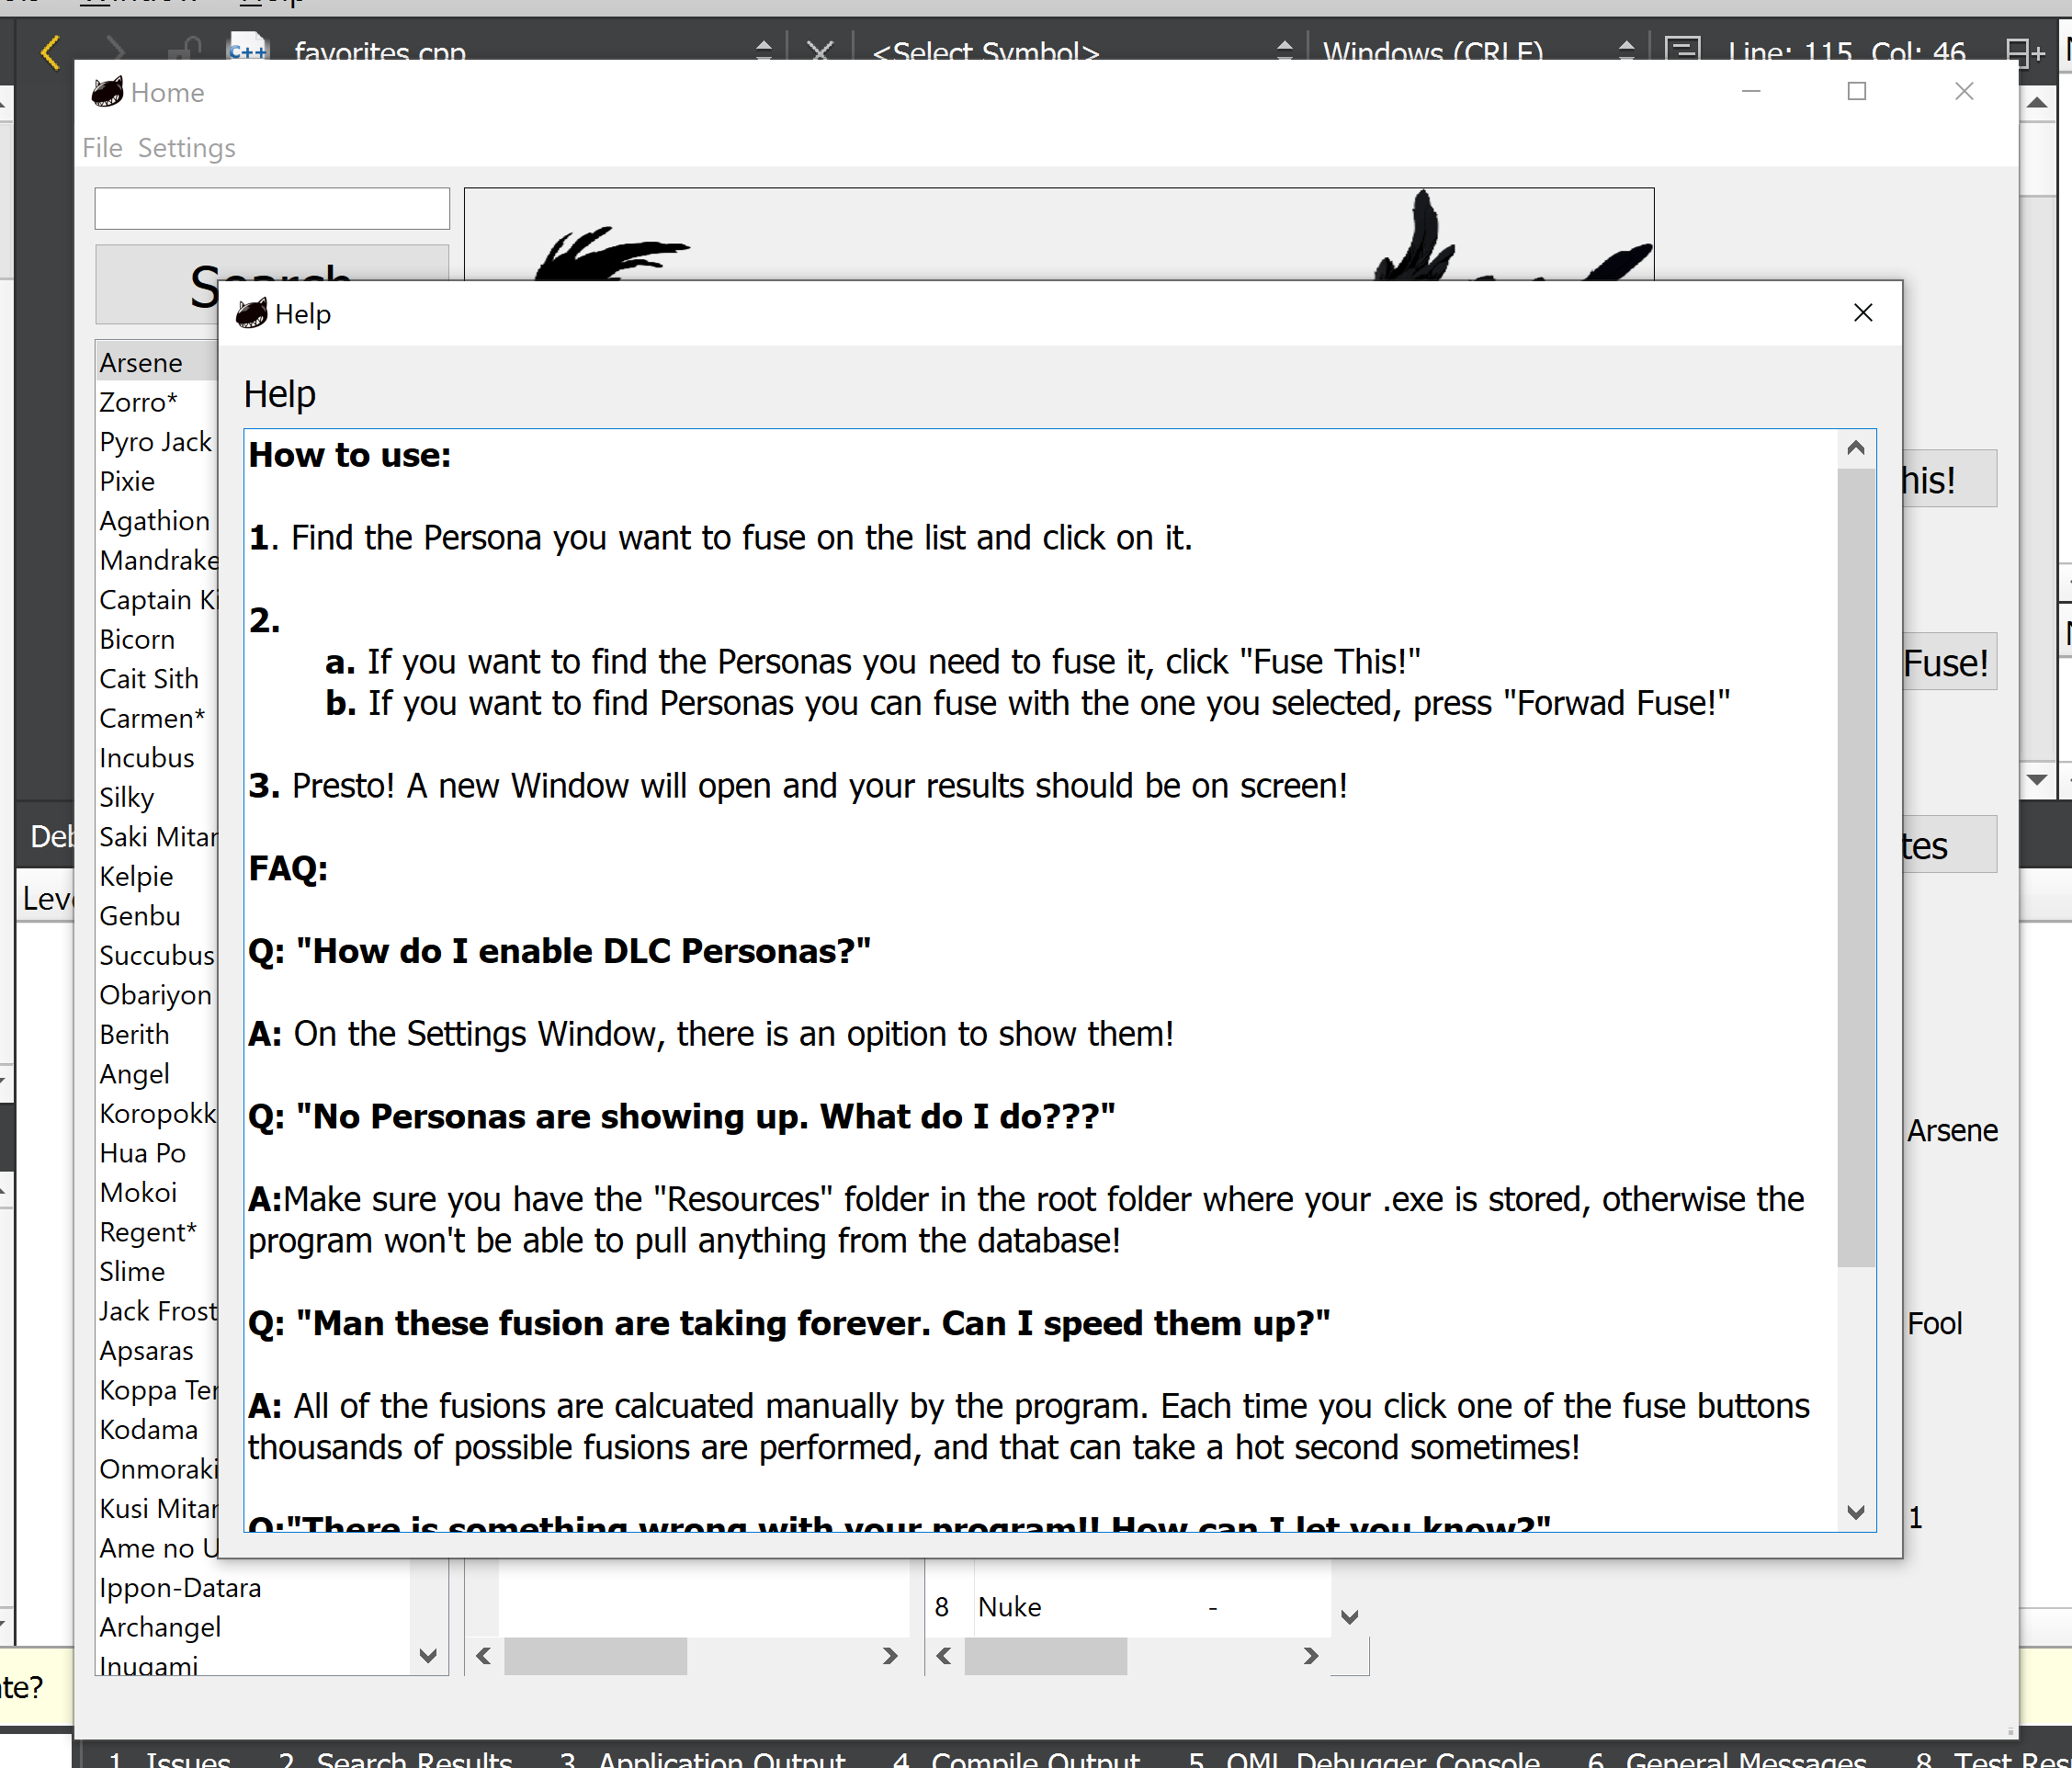 Window Help
favorites.cpp <Select Symbol> Windows (CRLF) Line: 115, Col: 46
Home
File Settings
Search
Help
Help
How to use:
1. Find the Persona you want to fuse on the list and click on it.
2.
a. If you want to find the Personas you need to fuse it, click "Fuse This!"
b. If you want to find Personas you can fuse with the one you selected, press "Forwad Fuse!"
3. Presto! A new Window will open and your results should be on screen!
FAQ:
Q: "How do I enable DLC Personas?"
A: On the Settings Window, there is an opition to show them!
Q: "No Personas are showing up. What do I do???"
A:Make sure you have the "Resources" folder in the root folder where your .exe is stored, otherwise the
program won't be able to pull anything from the database!
Q: "Man these fusion are taking forever. Can I speed them up?"
A: All of the fusions are calcuated manually by the program. Each time you click one of the fuse buttons
thousands of possible fusions are performed, and that can take a hot second sometimes!
Q:"There is something wrong with your program!! How can I let you know?"
Arsene
Zorro*
Pyro Jack
Pixie
Agathion
Mandrake
Captain Ki
Bicorn
Cait Sith
Carmen*
Incubus
Silky
Saki Mitar
Kelpie
Genbu
Succubus
Obariyon
Berith
Angel
Koropokk
Hua Po
Mokoi
Regent*
Slime
Jack Frost
Apsaras
Koppa Ter
Kodama
Onmoraki
Kusi Mitar
Ame no U
Ippon-Datara
Archangel
Inugami
his!
Fuse!
tes
Arsene
Fool
1
8 Nuke -
Deb
Leve
ate?
1 Issues 2 Search Results 3 Application Output 4 Compile Output 5 QML Debugger Console 6 General Messages 8 Test Resu